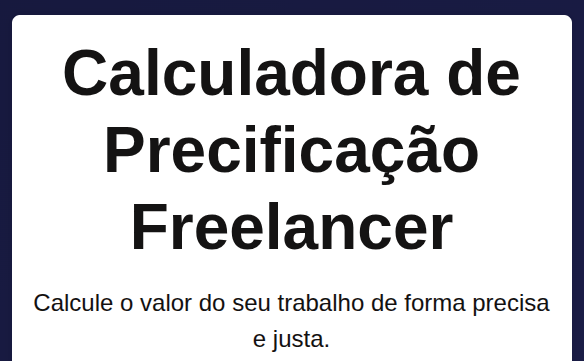 Calculadora de
Precificação
Freelancer
Calcule o valor do seu trabalho de forma precisa
e justa.